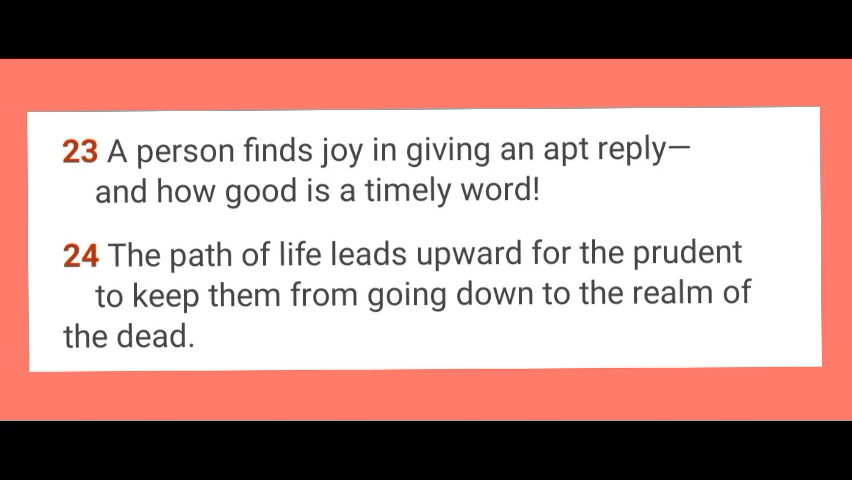 23 A person finds joy in giving an apt reply—
and how good is a timely word!
24 The path of life leads upward for the prudent
to keep them from going down to the realm of
the dead.